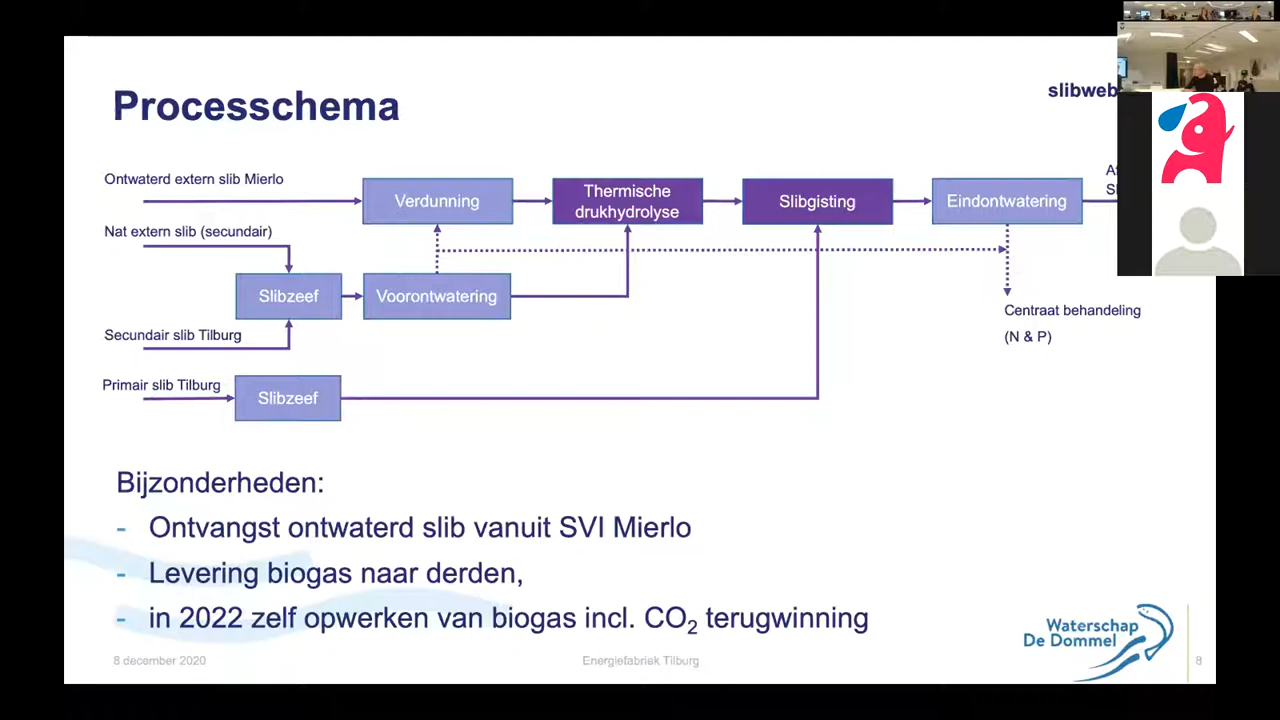 Processchema
slibweb
Ontwaterd extern slib Mierlo
Verdunning
Thermische
drukhydrolyse
Slibgisting
Eindontwatering
Nat extern slib (secundair)
Slibzeef
Voorontwatering
Secundair slib Tilburg
Centraat behandeling
(N & P)
Primair slib Tilburg
Slibzeef
Bijzonderheden:
- Ontvangst ontwaterd slib vanuit SVI Mierlo
- Levering biogas naar derden,
- in 2022 zelf opwerken van biogas incl. CO₂ terugwinning
Waterschap
De Dommel
8 december 2020
Energiefabriek Tilburg
8